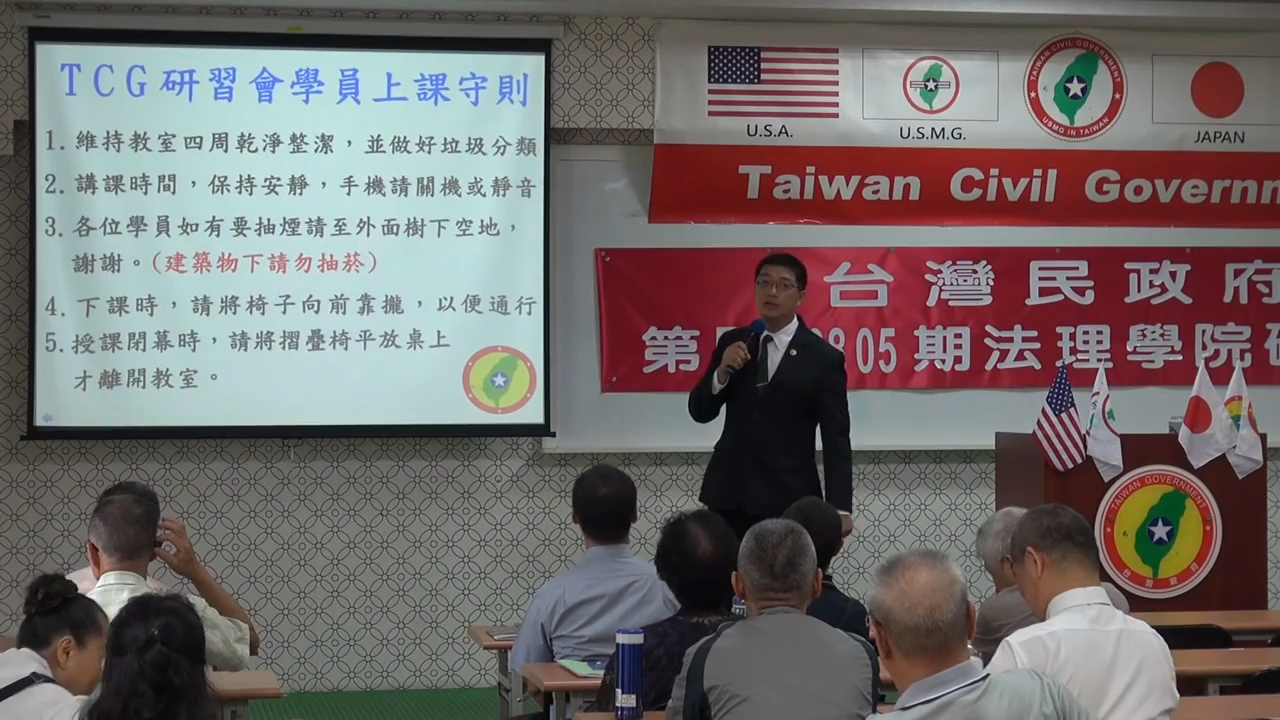 TCG研習會學員上課守則
1. 維持教室四周乾淨整潔，並做好垃圾分類
2. 講課時間，保持安靜，手機請關機或靜音
3. 各位學員如有要抽煙請至外面樹下空地，
謝謝。(建築物下請勿抽菸)
4. 下課時，請將椅子向前靠攏，以便通行
5. 授課閉幕時，請將摺疊椅平放桌上
才離開教室。
U.S.A.
U.S.M.G.
TAIWAN CIVIL GOVERNMENT
USMG IN TAIWAN
JAPAN
Taiwan Civil Governm
台灣民政府
第
05期法理學院
TAIWAN GOVERNMENT
台灣政府